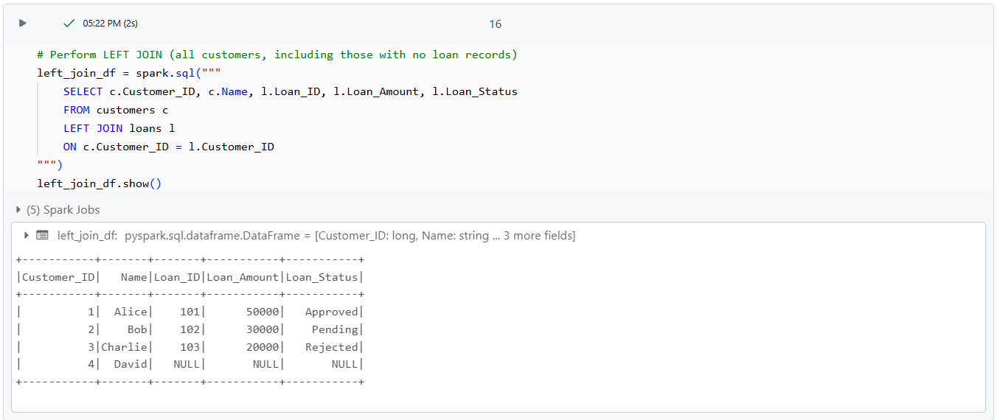 05:22 PM (2s)
16
# Perform LEFT JOIN (all customers, including those with no loan records)
left_join_df = spark.sql("""
    SELECT c.Customer_ID, c.Name, l.Loan_ID, l.Loan_Amount, l.Loan_Status
    FROM customers c
    LEFT JOIN loans l
    ON c.Customer_ID = l.Customer_ID
""")
left_join_df.show()
(5) Spark Jobs
left_join_df: pyspark.sql.dataframe.DataFrame = [Customer_ID: long, Name: string ... 3 more fields]
+-----------+-------+-------+-----------+-----------+
|Customer_ID|   Name|Loan_ID|Loan_Amount|Loan_Status|
+-----------+-------+-------+-----------+-----------+
|          1|  Alice|    101|      50000|   Approved|
|          2|    Bob|    102|      30000|    Pending|
|          3|Charlie|    103|      20000|   Rejected|
|          4|  David|   NULL|       NULL|       NULL|
+-----------+-------+-------+-----------+-----------+